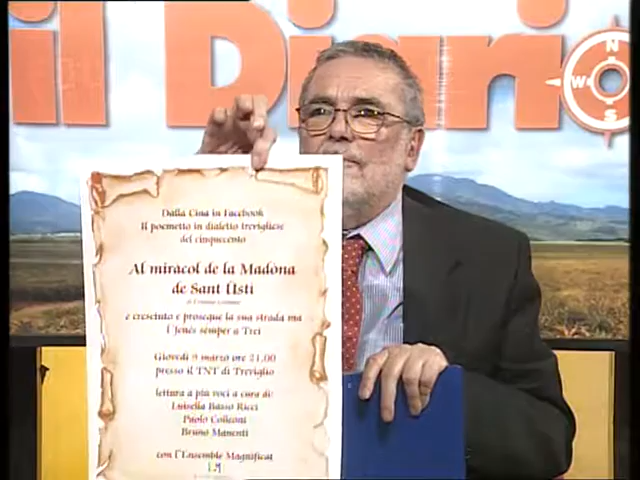 il Diario
N
W
S
Dalla Cina in Facebook
Il poemetto in dialetto trevigliese
del cinquecento
Al miracol de la Madòna
de Sant Üsti
e cresciuto e prosegue la sua strada ma
l'Jenés semper a Trei
Giovedì 9 marzo ore 21,00
presso il TNT di Treviglio
lettura a più voci a cura di:
Luisella Basso Ricci
Paolo Colleoni
Bruno Manenti
con l'Ensemble Magnificat